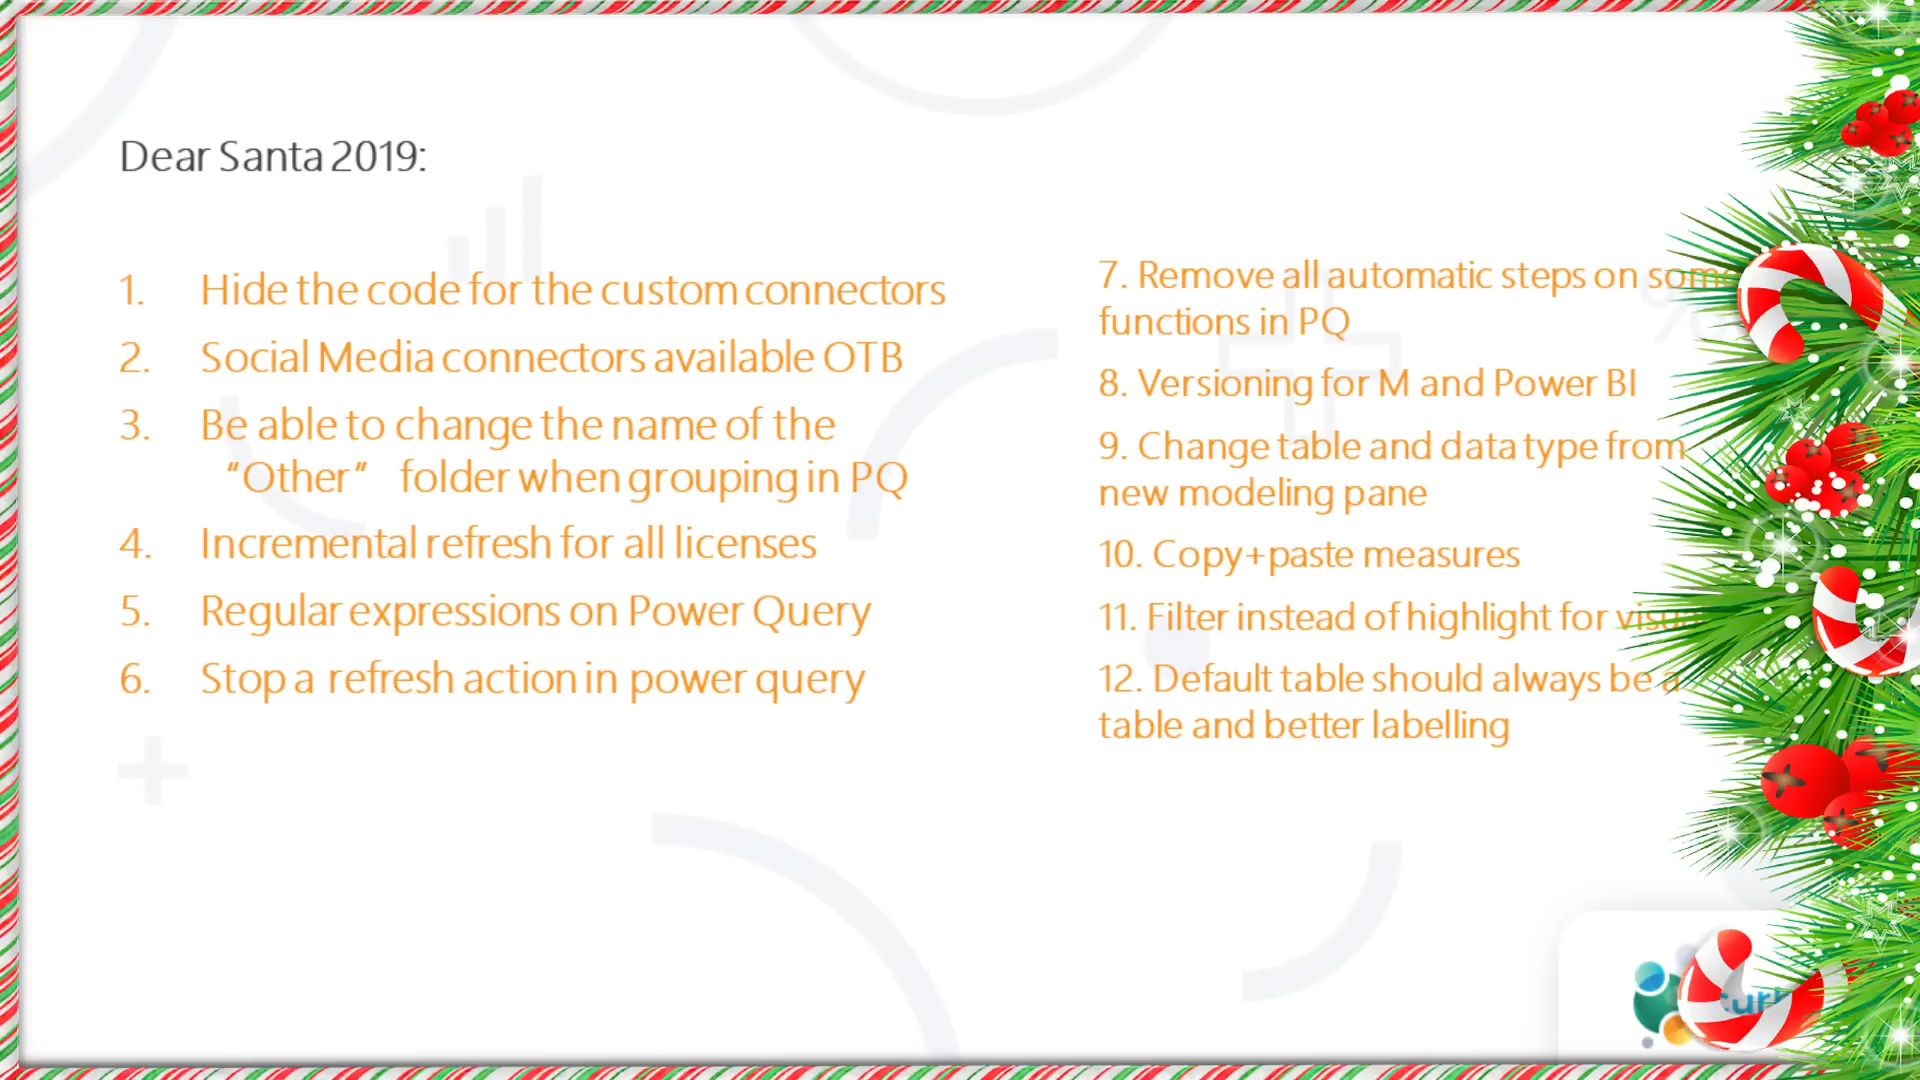 Dear Santa 2019:
1. Hide the code for the custom connectors
2. Social Media connectors available OTB
3. Be able to change the name of the
“Other” folder when grouping in PQ
4. Incremental refresh for all licenses
5. Regular expressions on Power Query
6. Stop a refresh action in power query
7. Remove all automatic steps on some
functions in PQ
8. Versioning for M and Power BI
9. Change table and data type from
new modeling pane
10. Copy+paste measures
11. Filter instead of highlight for
12. Default table should always be a
table and better labelling